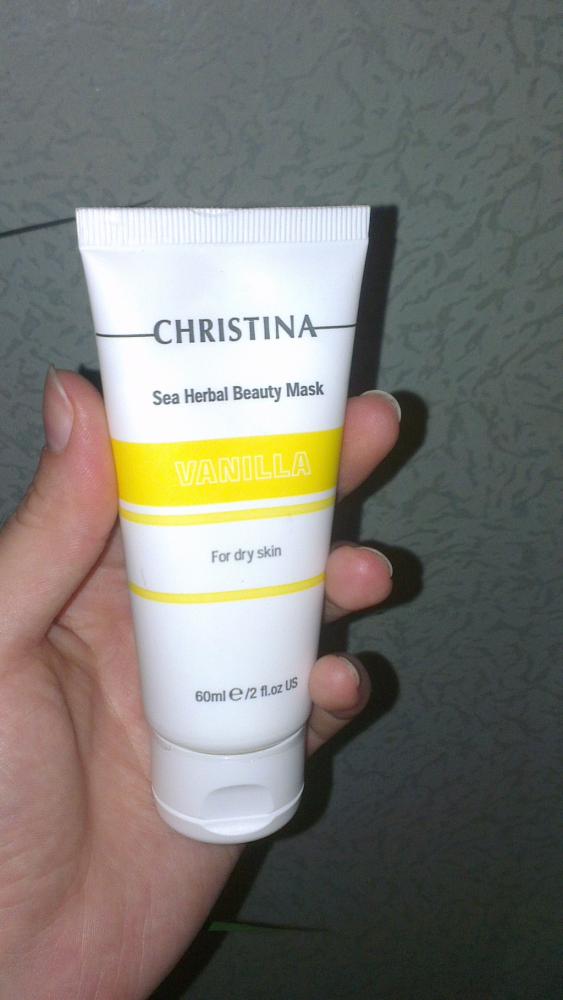 CHRISTINA
Sea Herbal Beauty Mask
VANILLA
For dry skin
60ml ℮/2 fl.oz US